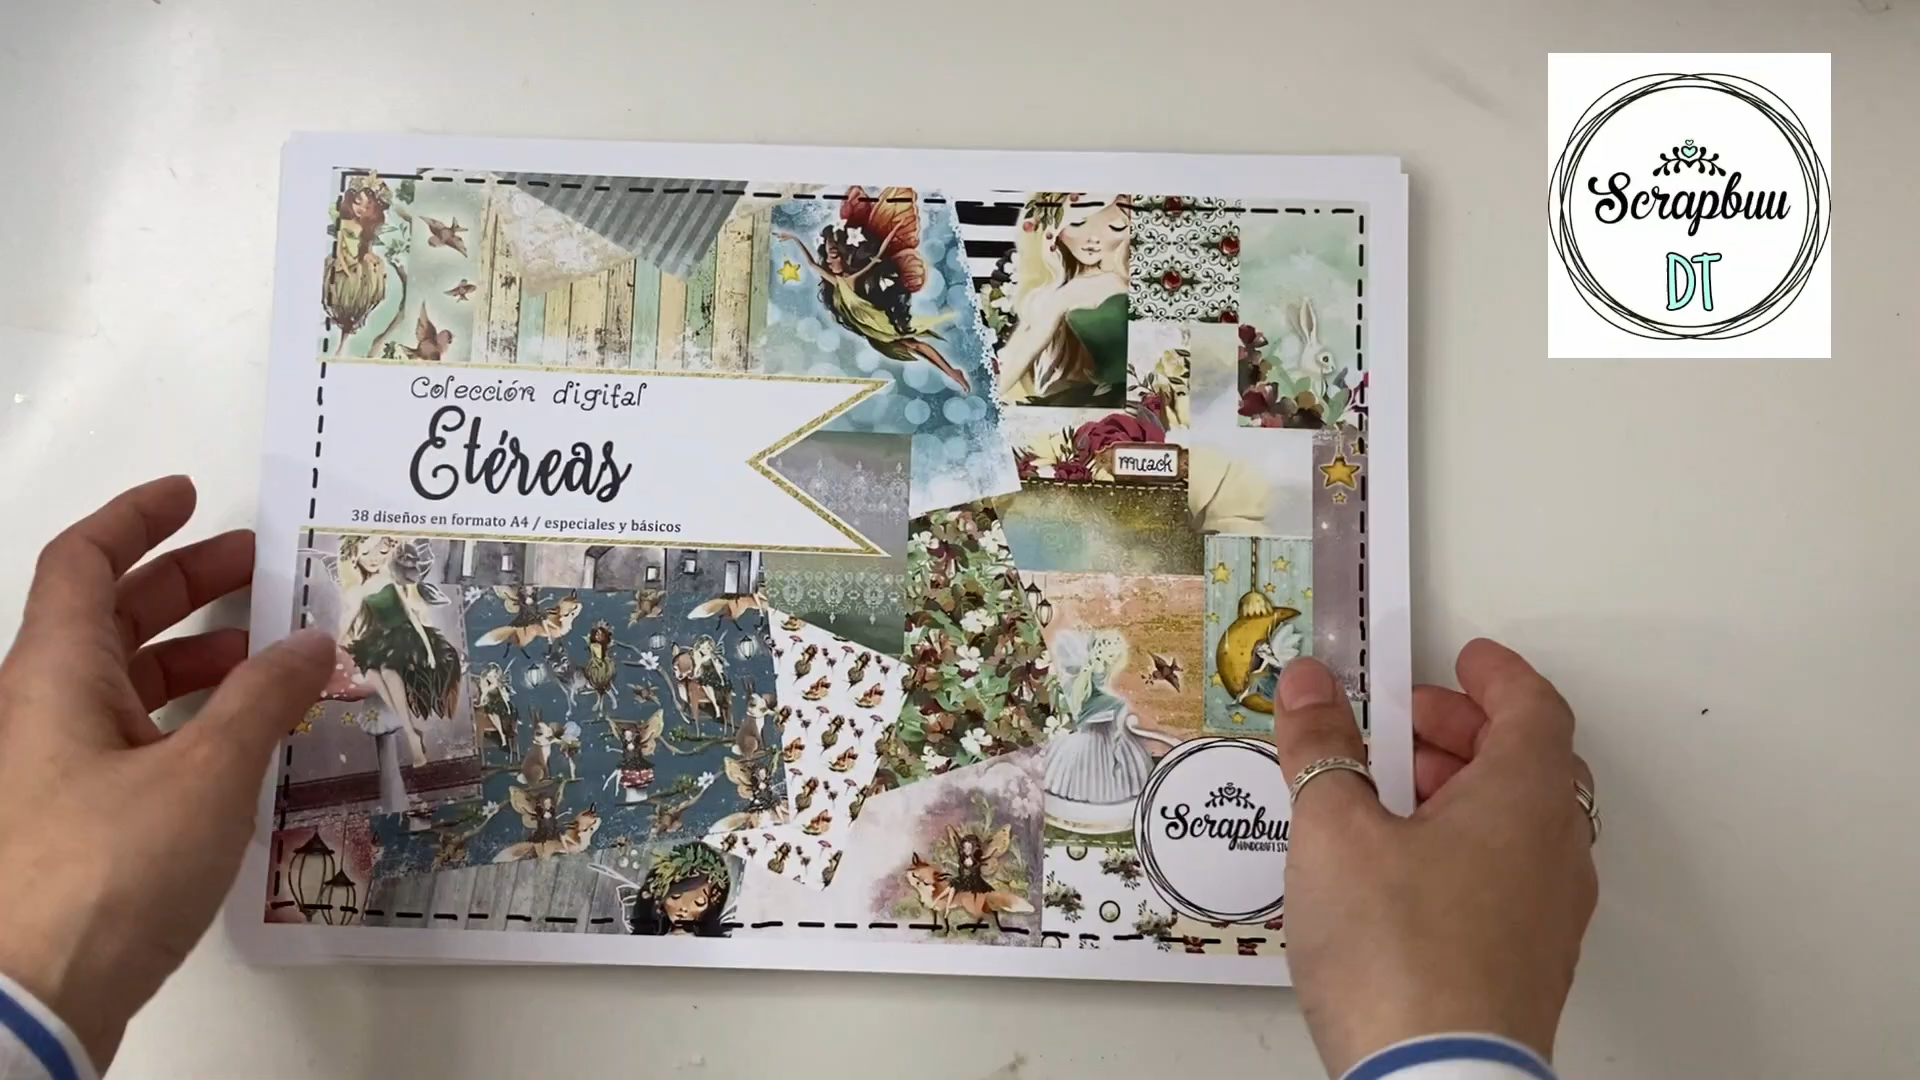 Scrapbuu
DT
Colección digital
Etéreas
38 diseños en formato A4 / especiales y básicos
muack
Scrapbuu